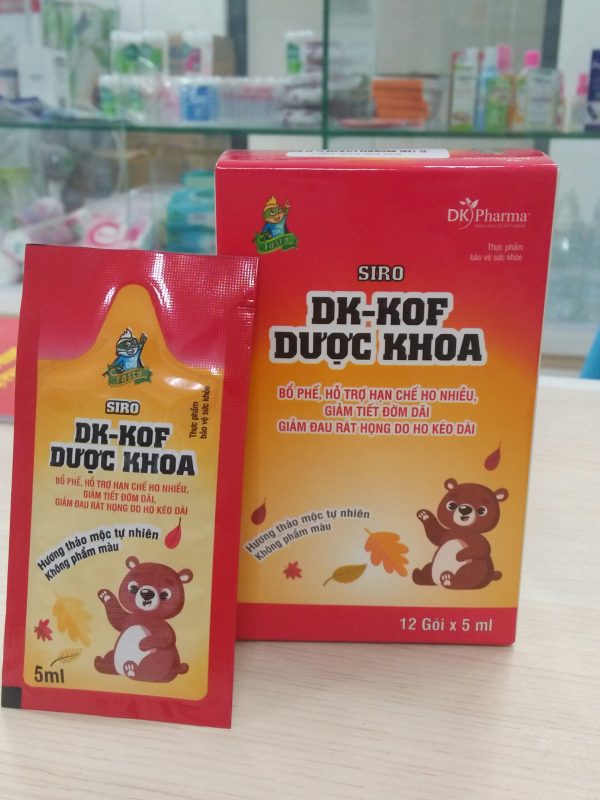 DK Pharma
Thực phẩm
bảo vệ sức khỏe
SIRO
DK-KOF
DƯỢC KHOA
BỔ PHẾ, HỖ TRỢ HẠN CHẾ HO NHIỀU,
GIẢM TIẾT ĐỜM DÃI
GIẢM ĐAU RÁT HỌNG DO HO KÉO DÀI
Hương thảo mộc tự nhiên
Không phẩm màu
12 Gói x 5 ml
Tasty
SIRO
Thực phẩm
bảo vệ sức khỏe
DK-KOF
DƯỢC KHOA
BỔ PHẾ, HỖ TRỢ HẠN CHẾ HO NHIỀU,
GIẢM TIẾT ĐỜM DÃI,
GIẢM ĐAU RÁT HỌNG DO HO KÉO DÀI
Hương thảo mộc tự nhiên
Không phẩm màu
5ml